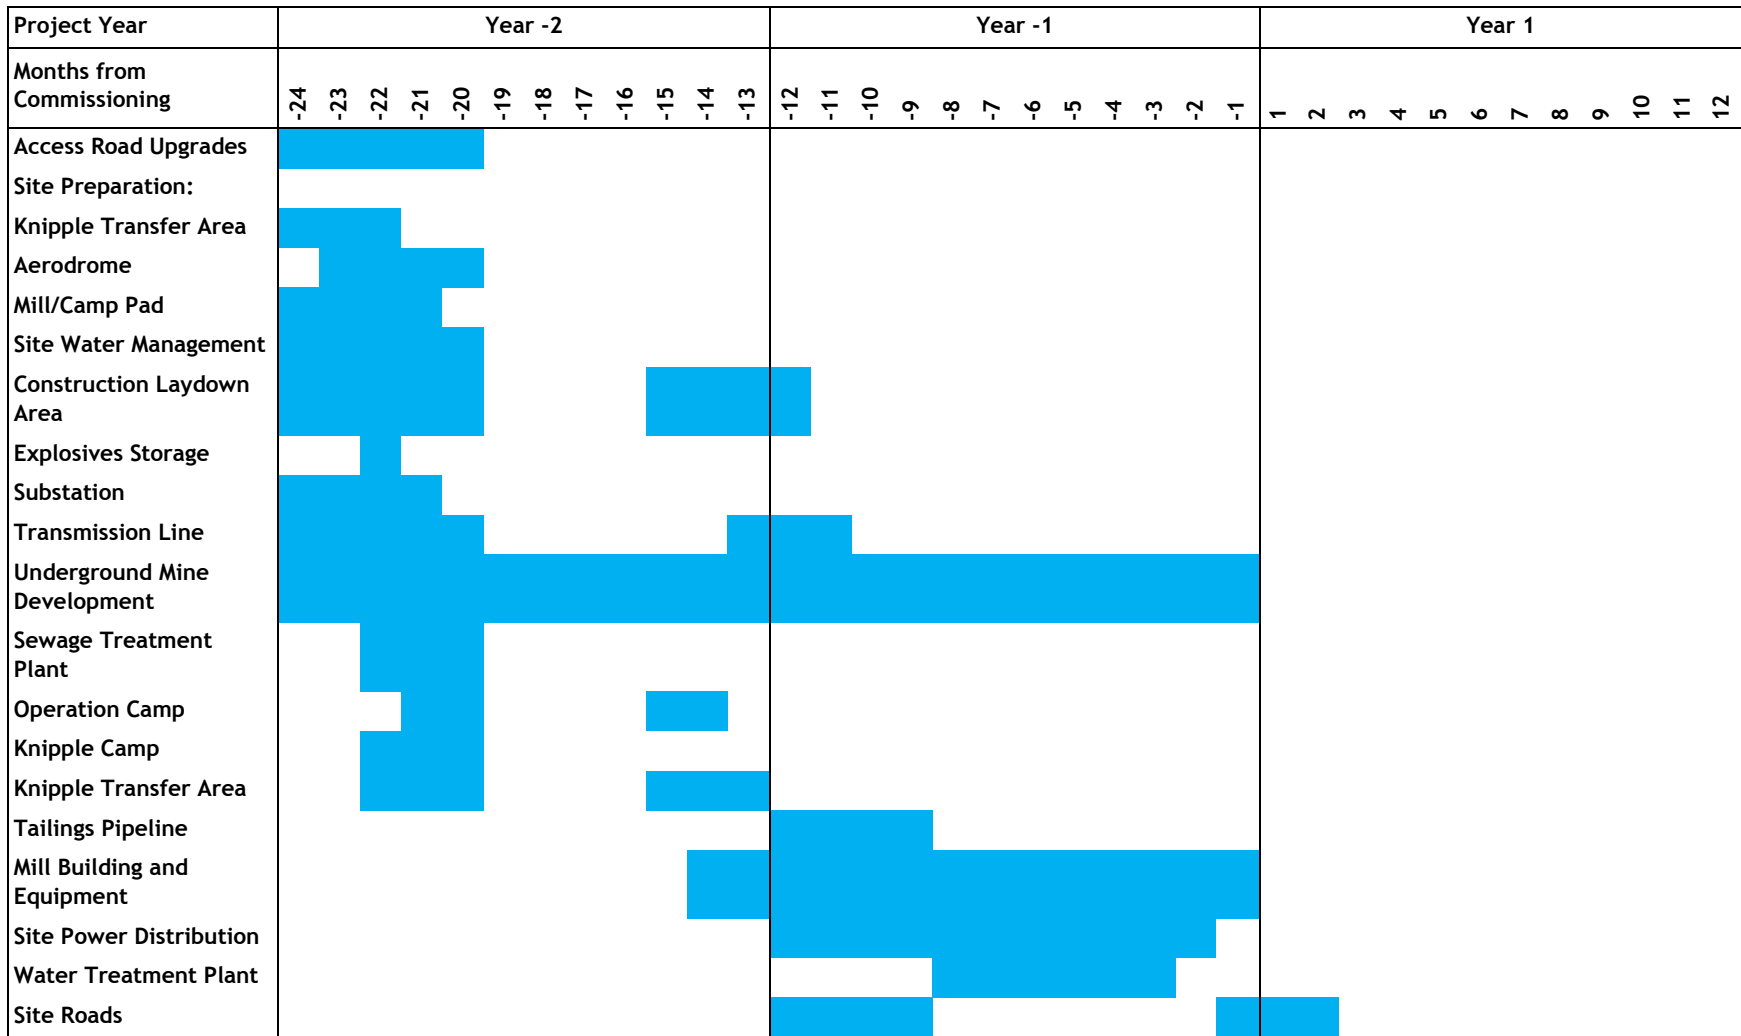 Project Year Year -2 Year -1 Year 1
Months from
Commissioning -24 -23 -22 -21 -20 -19 -18 -17 -16 -15 -14 -13 -12 -11 -10 -9 -8 -7 -6 -5 -4 -3 -2 -1 1 2 3 4 5 6 7 8 9 10 11 12
Access Road Upgrades
Site Preparation:
Knipple Transfer Area
Aerodrome
Mill/Camp Pad
Site Water Management
Construction Laydown
Area
Explosives Storage
Substation
Transmission Line
Underground Mine
Development
Sewage Treatment
Plant
Operation Camp
Knipple Camp
Knipple Transfer Area
Tailings Pipeline
Mill Building and
Equipment
Site Power Distribution
Water Treatment Plant
Site Roads